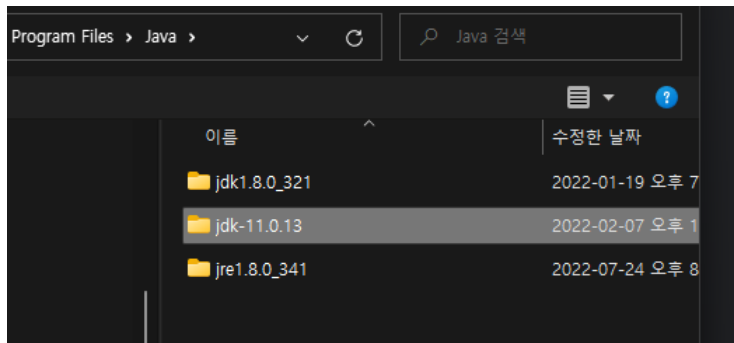 Program Files › Java ›
Java 검색
이름 수정한 날짜
jdk1.8.0_321 2022-01-19 오후 7
jdk-11.0.13 2022-02-07 오후 1
jre1.8.0_341 2022-07-24 오후 8